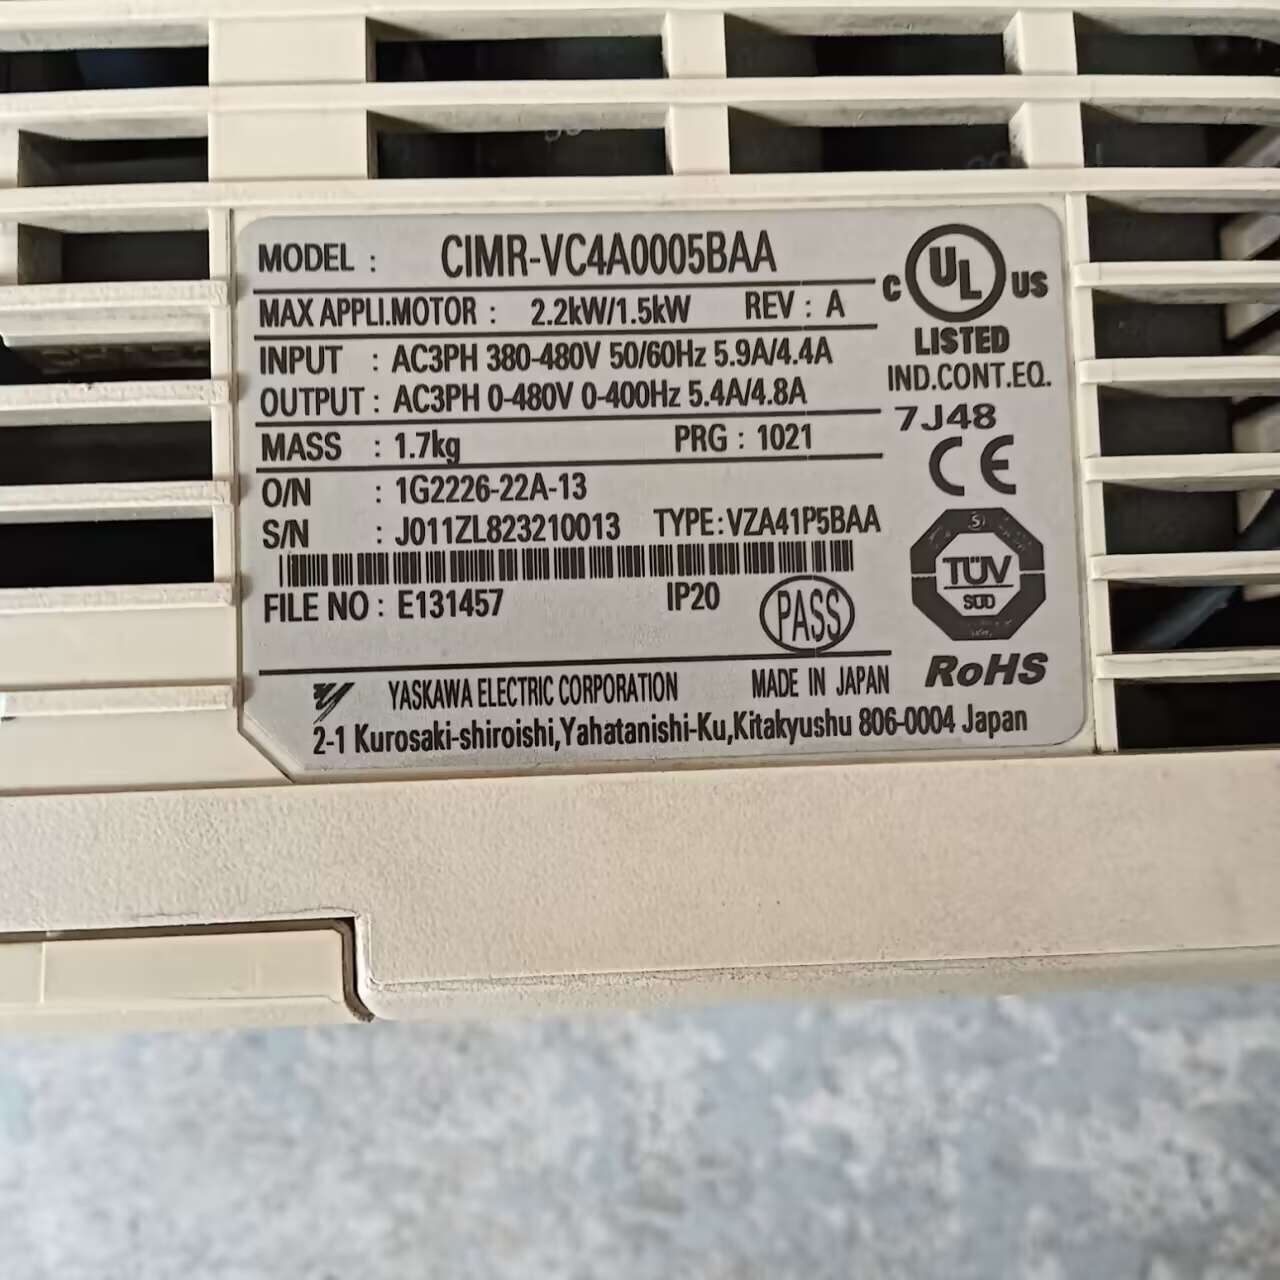 MODEL : CIMR-VC4A0005BAA
MAX APPLI.MOTOR : 2.2kW/1.5kW REV : A
INPUT : AC3PH 380-480V 50/60Hz 5.9A/4.4A
OUTPUT : AC3PH 0-480V 0-400Hz 5.4A/4.8A
MASS : 1.7kg PRG : 1021
O/N : 1G2226-22A-13
S/N : J011ZL823210013 TYPE:VZA41P5BAA
FILE NO : E131457 IP20 PASS
YASKAWA ELECTRIC CORPORATION MADE IN JAPAN
2-1 Kurosaki-shiroishi,Yahatanishi-Ku,Kitakyushu 806-0004 Japan
C UL US
LISTED
IND.CONT.EQ.
7J48
CE
TÜV
SÜD
RoHS